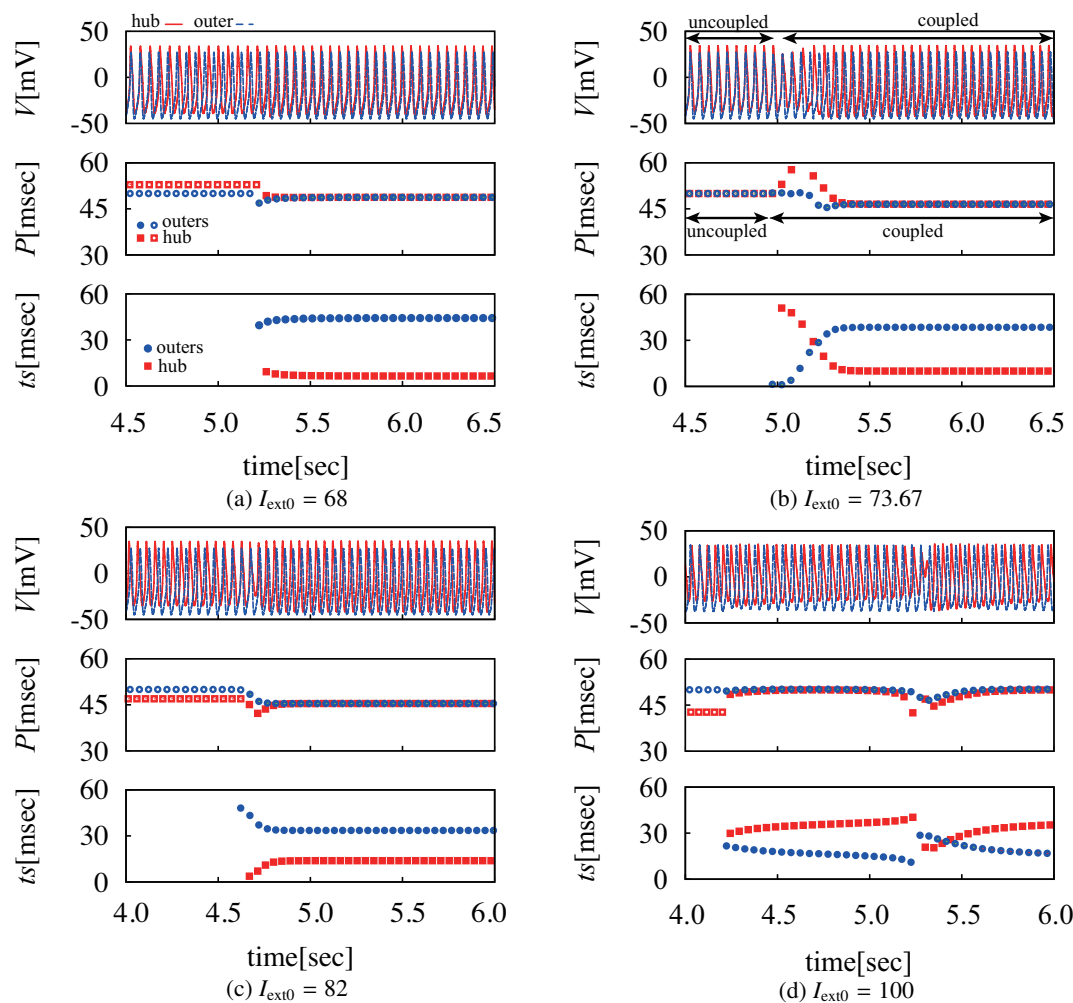 hub outer
50
0
-50
V[mV]
60
45
30
P[msec]
outers
hub
60
30
0
ts[msec]
outers
hub
4.5 5.0 5.5 6.0 6.5
time[sec]
(a) I_ext0 = 68
uncoupled coupled
50
0
-50
V[mV]
60
45
30
P[msec]
uncoupled coupled
60
30
0
ts[msec]
4.5 5.0 5.5 6.0 6.5
time[sec]
(b) I_ext0 = 73.67
50
0
-50
V[mV]
60
45
30
P[msec]
60
30
0
ts[msec]
4.0 4.5 5.0 5.5 6.0
time[sec]
(c) I_ext0 = 82
50
0
-50
V[mV]
60
45
30
P[msec]
60
30
0
ts[msec]
4.0 4.5 5.0 5.5 6.0
time[sec]
(d) I_ext0 = 100